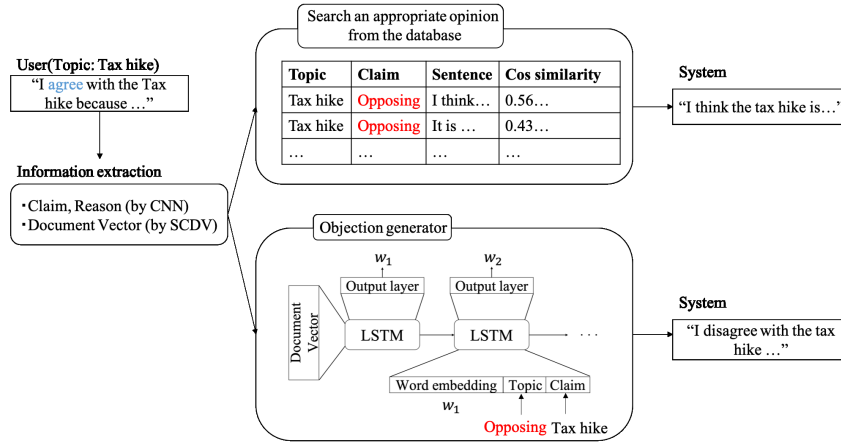 User(Topic: Tax hike)
“I agree with the Tax
hike because …”
Information extraction
・Claim, Reason (by CNN)
・Document Vector (by SCDV)
Search an appropriate opinion
from the database
Topic Claim Sentence Cos similarity
Tax hike Opposing I think… 0.56…
Tax hike Opposing It is … 0.43…
… … … …
System
“I think the tax hike is…”
Objection generator
w₁ w₂
Output layer Output layer
Document
Vector
LSTM LSTM . . .
Word embedding Topic Claim
w₁
Opposing Tax hike
System
“I disagree with the tax
hike …”